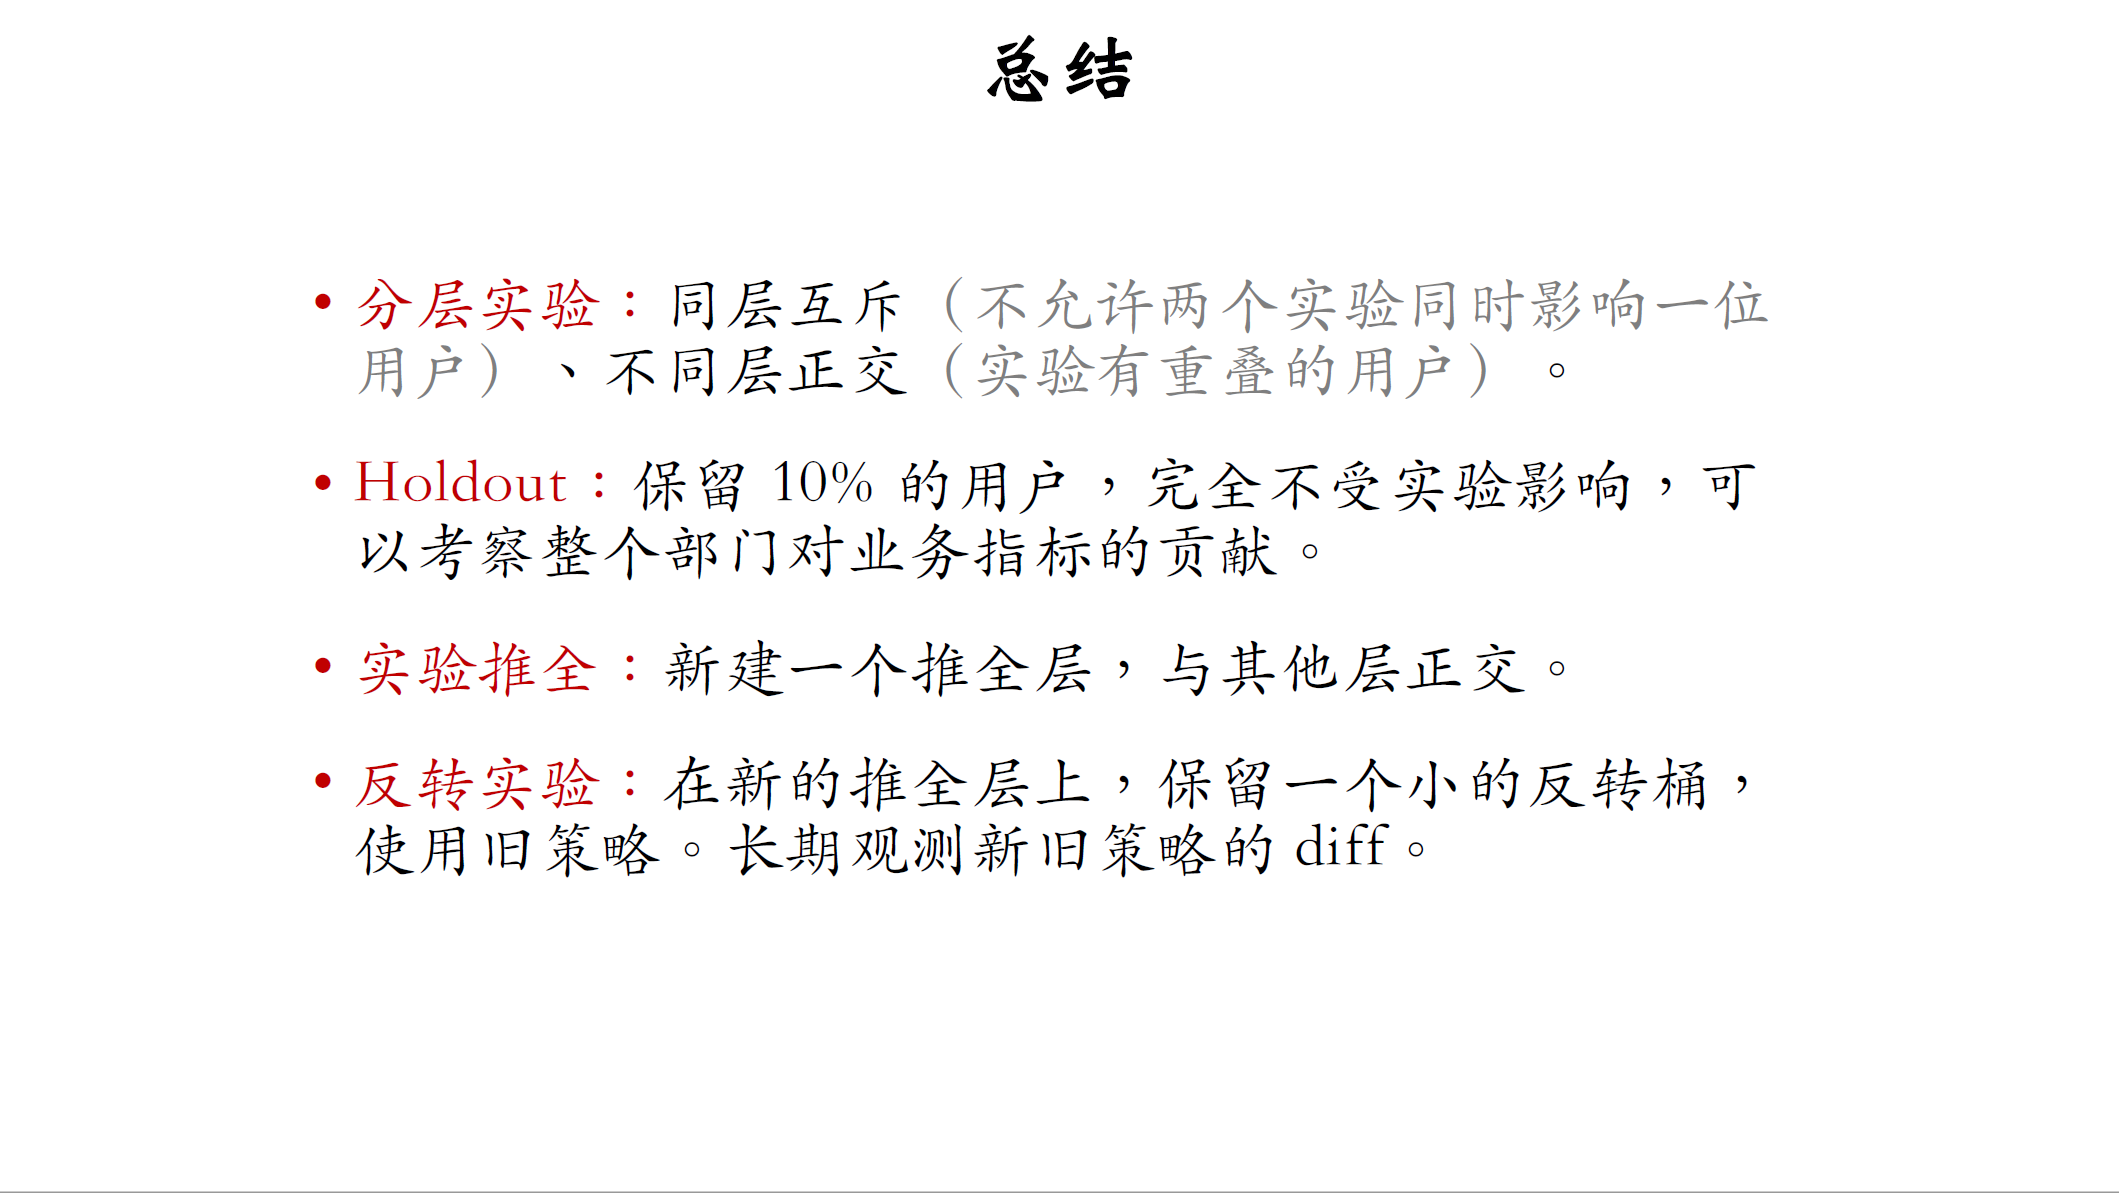 总结
• 分层实验：同层互斥（不允许两个实验同时影响一位
用户）、不同层正交（实验有重叠的用户）。
• Holdout：保留 10% 的用户，完全不受实验影响，可
以考察整个部门对业务指标的贡献。
• 实验推全：新建一个推全层，与其他层正交。
• 反转实验：在新的推全层上，保留一个小的反转桶，
使用旧策略。长期观测新旧策略的 diff。